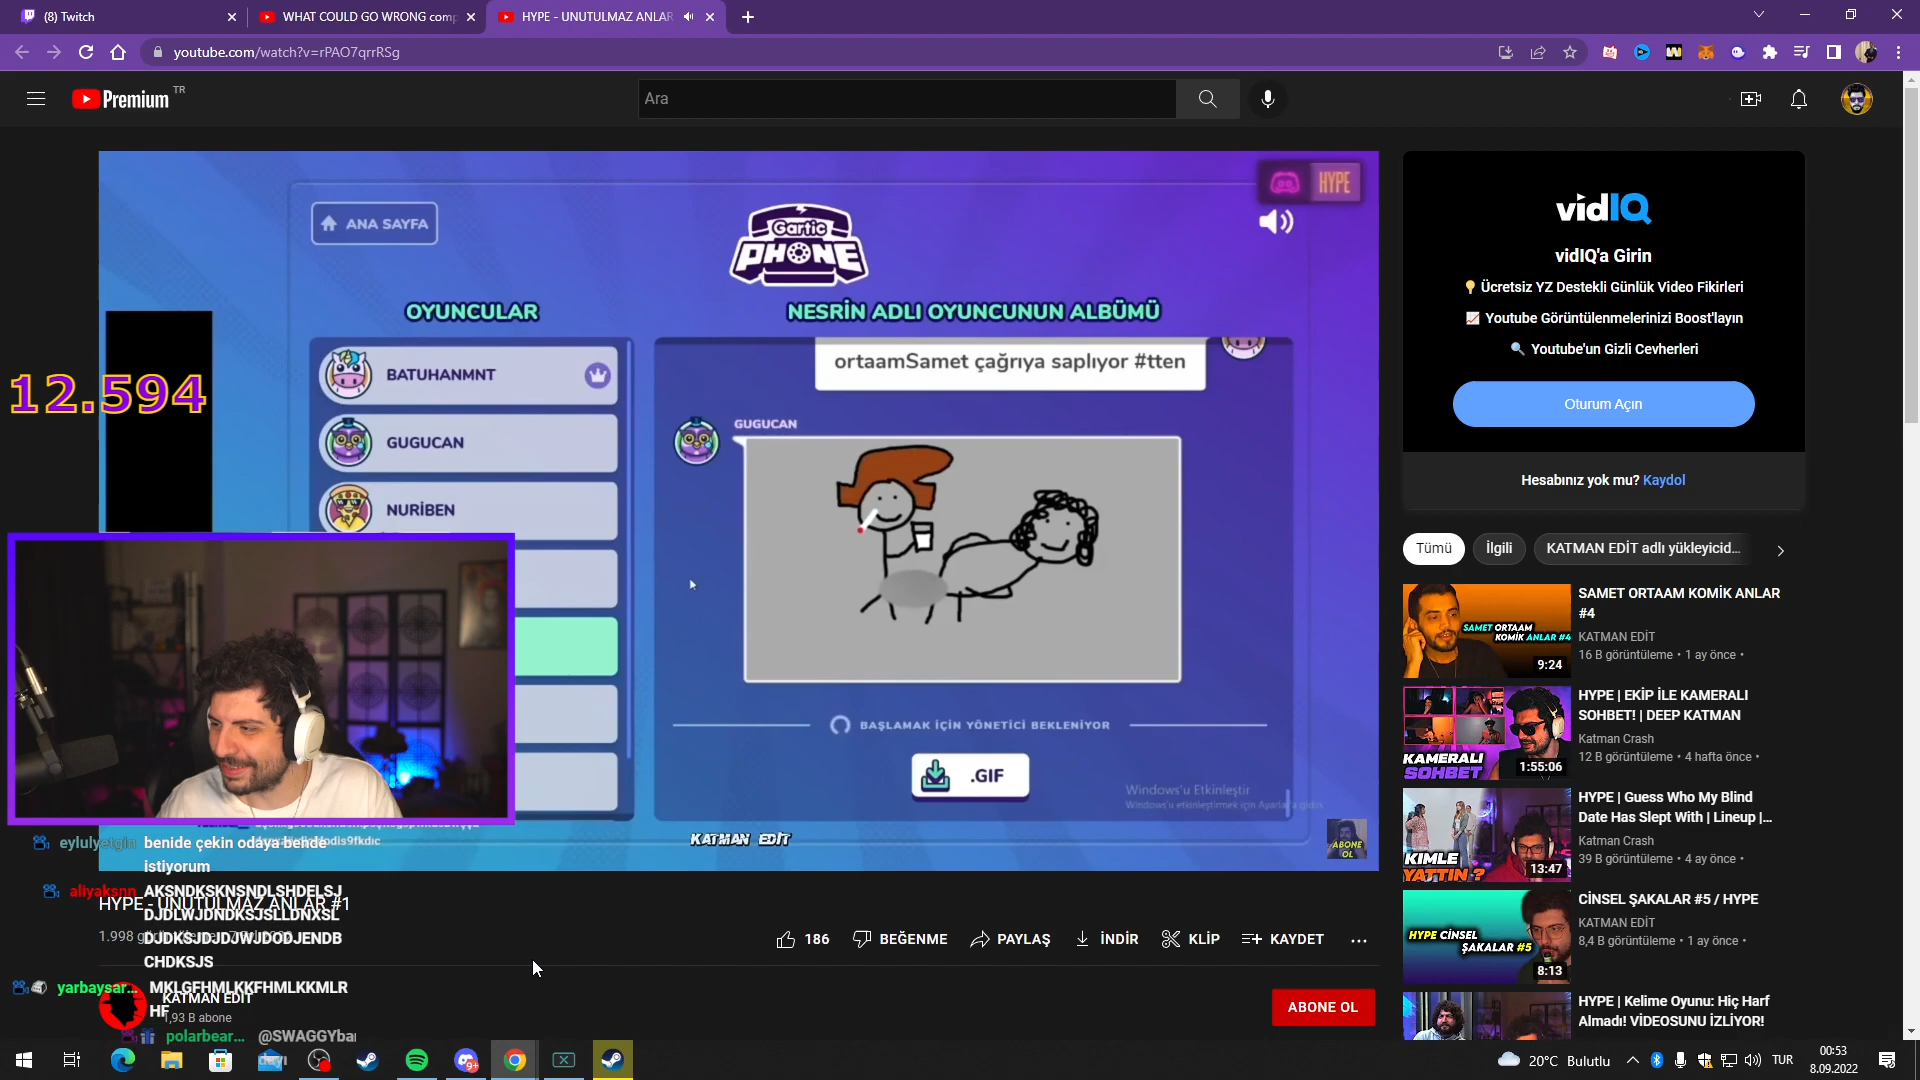 (8) Twitch
WHAT COULD GO WRONG comp
HYPE - UNUTULMAZ ANLAR
youtube.com/watch?v=rPAO7qrrRSg
Premium TR
Ara
HYPE
ANA SAYFA
Gartic
PHONE
OYUNCULAR
NESRİN ADLI OYUNCUNUN ALBÜMÜ
BATUHANMNT
GUGUCAN
NURİBEN
12.594
ortaamSamet çağrıya saplıyor #tten
GUGUCAN
BAŞLAMAK İÇİN YÖNETİCİ BEKLENİYOR
.GIF
Windows'u Etkinleştir
Windows'u etkinleştirmek için Ayarlar'a gidin.
KATMAN EDİT
ABONE
OL
eylulyetgin benide çekin odaya bende
istiyorum
aliyaksnn AKSNDKSKNSNDLSHDELSJ
DJDLWJDNDKSJSLLDNXSL
DJDKSJDJDJWJDODJENDB
CHDKSJS
yarbaysar... MKLGFHMLKKFHMLKKMLR
HF
polarbear... @SWAGGYba
HYPE - UNUTULMAZ ANLAR #1
1.998
KATMAN EDİT
1,93 B abone
186
BEĞENME
PAYLAŞ
İNDİR
KLİP
KAYDET
ABONE OL
vidIQ
vidIQ'a Girin
Ücretsiz YZ Destekli Günlük Video Fikirleri
Youtube Görüntülenmelerinizi Boost'layın
Youtube'un Gizli Cevherleri
Oturum Açın
Hesabınız yok mu? Kaydol
Tümü
İlgili
KATMAN EDİT adlı yükleyicid...
SAMET ORTAAM
KOMİK ANLAR #4
9:24
SAMET ORTAAM KOMİK ANLAR
#4
KATMAN EDİT
16 B görüntüleme • 1 ay önce •
KAMERALI
SOHBET
1:55:06
HYPE | EKİP İLE KAMERALI
SOHBET! | DEEP KATMAN
Katman Crash
12 B görüntüleme • 4 hafta önce •
KİMLE
YATTIN ?
13:47
HYPE | Guess Who My Blind
Date Has Slept With | Lineup |...
Katman Crash
39 B görüntüleme • 4 ay önce •
HYPE CİNSEL
ŞAKALAR #5
8:13
CİNSEL ŞAKALAR #5 / HYPE
KATMAN EDİT
8,4 B görüntüleme • 1 ay önce •
HYPE | Kelime Oyunu: Hiç Harf
Almadı! VİDEOSUNU İZLİYOR!
20°C Bulutlu
TUR
00:53
8.09.2022